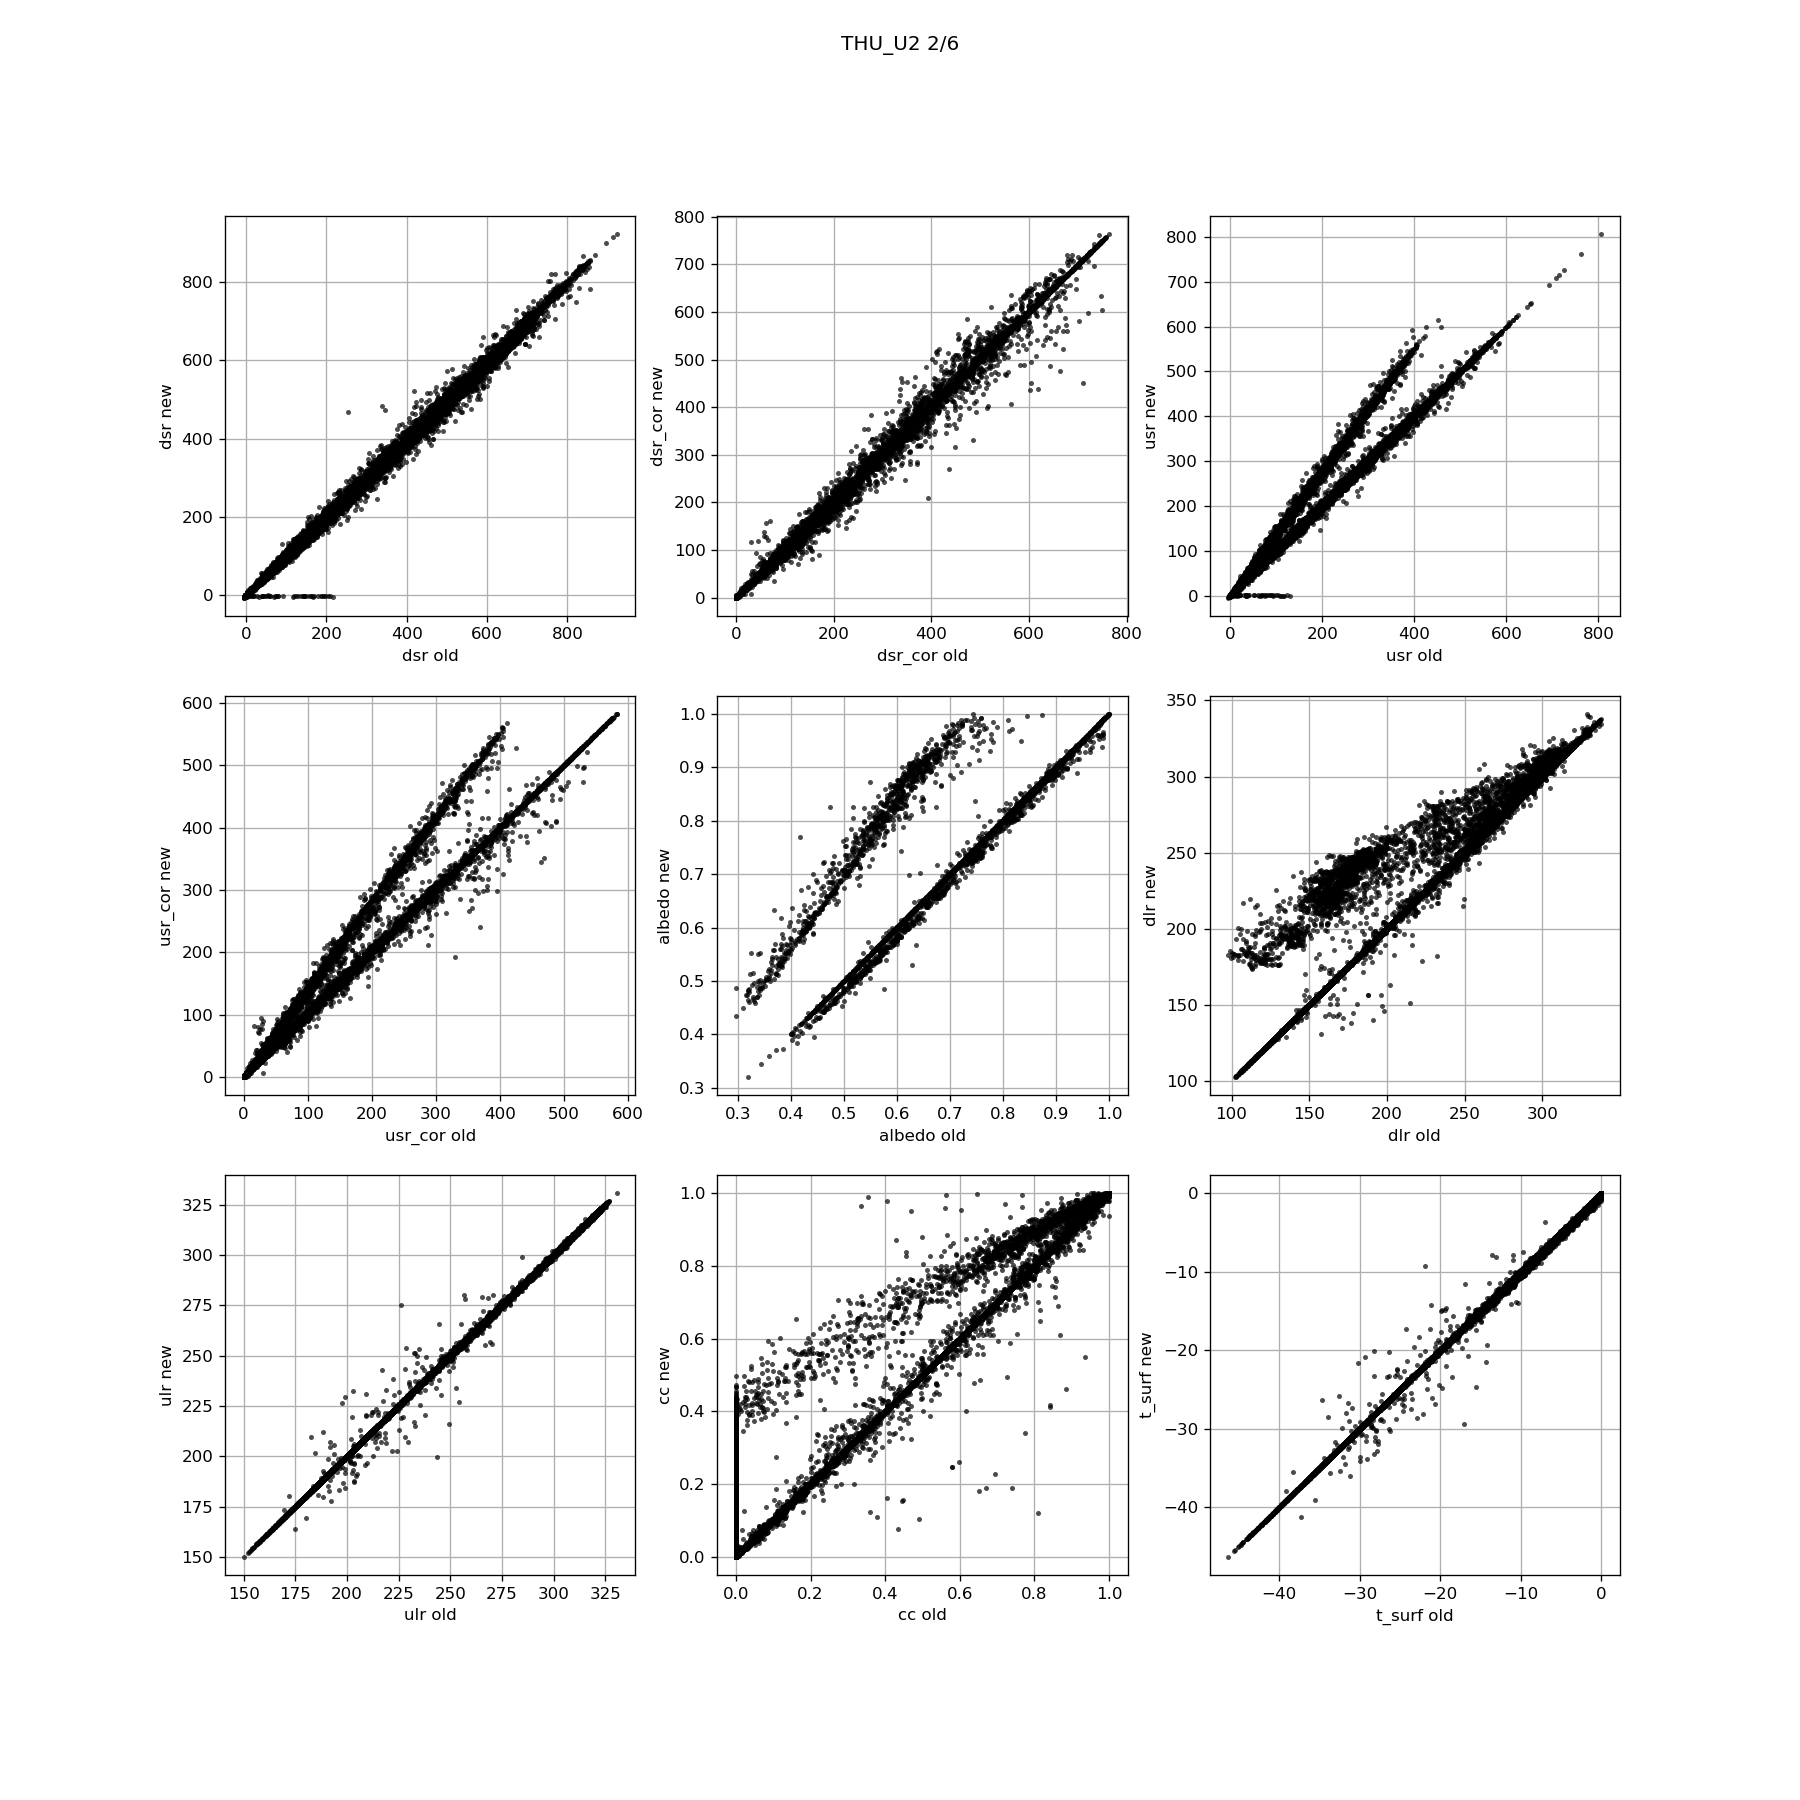 THU_U2 2/6
800
600
400
200
0
dsr new
0 200 400 600 800
dsr old
800
700
600
500
400
300
200
100
0
dsr_cor new
0 200 400 600 800
dsr_cor old
800
700
600
500
400
300
200
100
0
usr new
0 200 400 600 800
usr old
600
500
400
300
200
100
0
usr_cor new
0 100 200 300 400 500 600
usr_cor old
1.0
0.9
0.8
0.7
0.6
0.5
0.4
0.3
albedo new
0.3 0.4 0.5 0.6 0.7 0.8 0.9 1.0
albedo old
350
300
250
200
150
100
dlr new
100 150 200 250 300
dlr old
325
300
275
250
225
200
175
150
ulr new
150 175 200 225 250 275 300 325
ulr old
1.0
0.8
0.6
0.4
0.2
0.0
cc new
0.0 0.2 0.4 0.6 0.8 1.0
cc old
0
−10
−20
−30
−40
t_surf new
−40 −30 −20 −10 0
t_surf old